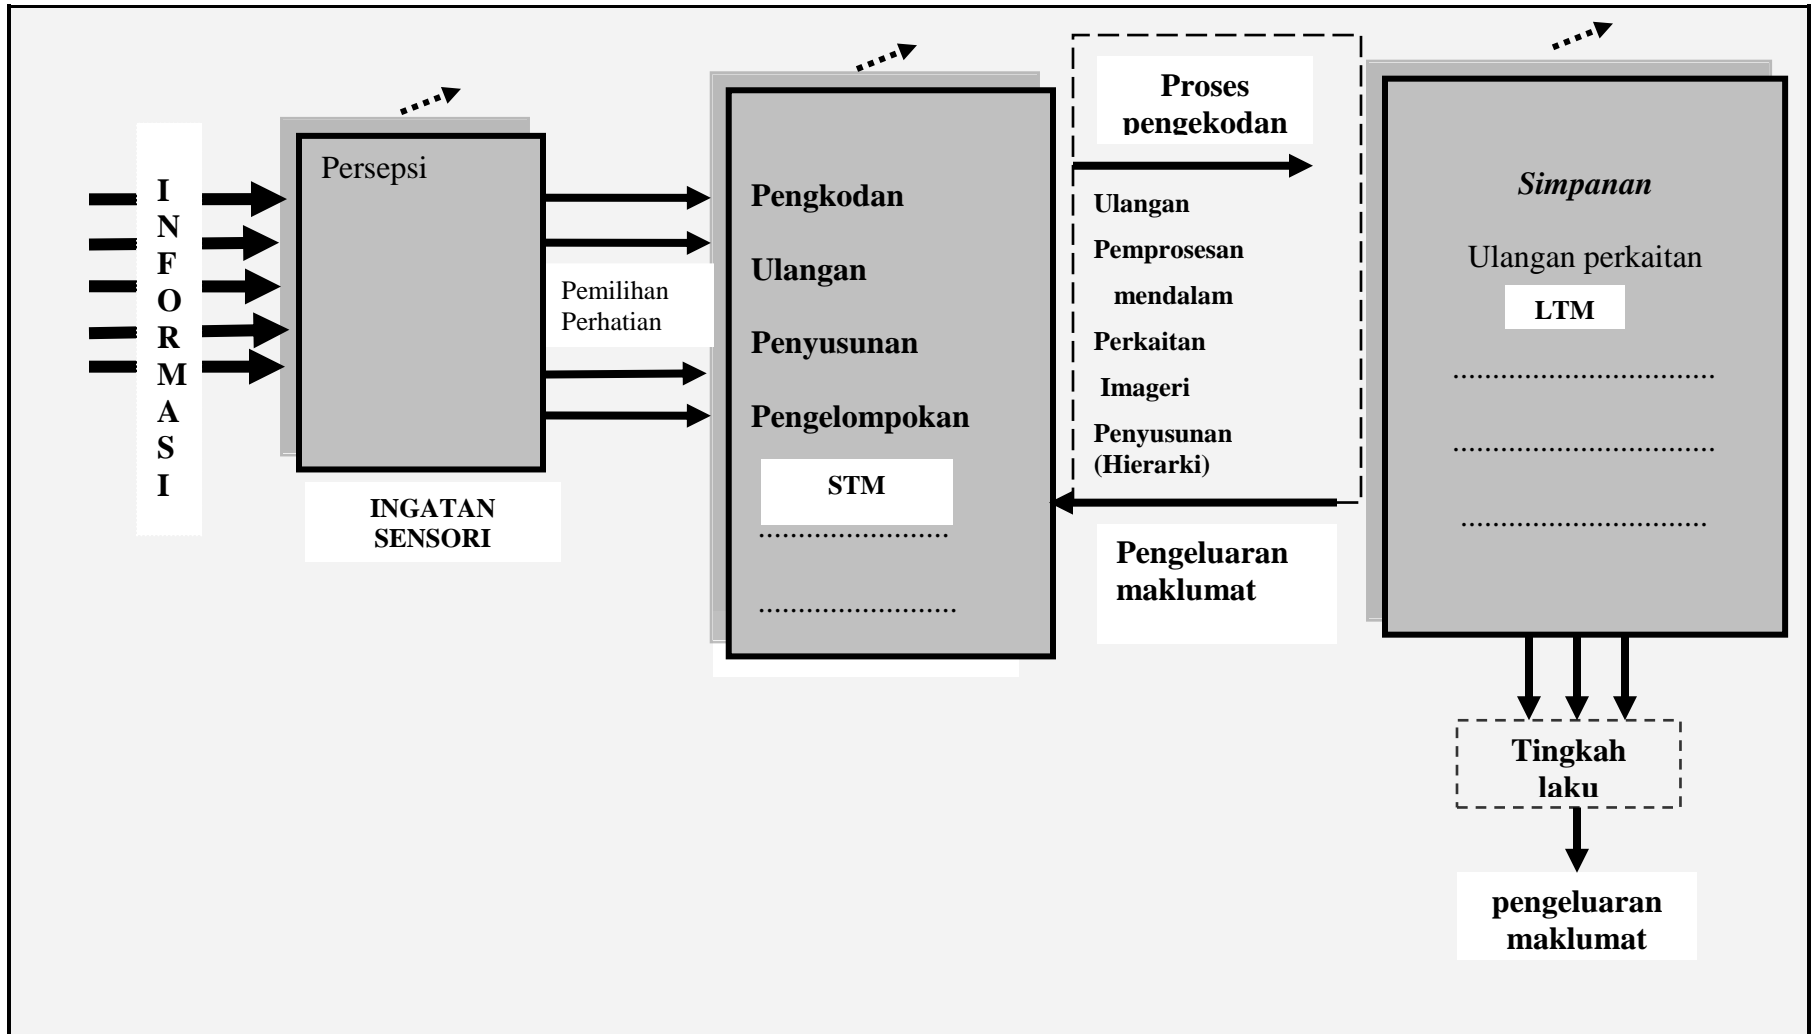 INFORMASI
Persepsi
INGATAN
SENSORI
Pemilihan
Perhatian
Pengkodan
Ulangan
Penyusunan
Pengelompokan
STM
........................
.........................
Proses
pengekodan
Ulangan
Pemprosesan
mendalam
Perkaitan
Imageri
Penyusunan
(Hierarki)
Pengeluaran
maklumat
Simpanan
Ulangan perkaitan
LTM
.................................
.................................
...............................
Tingkah
laku
pengeluaran
maklumat